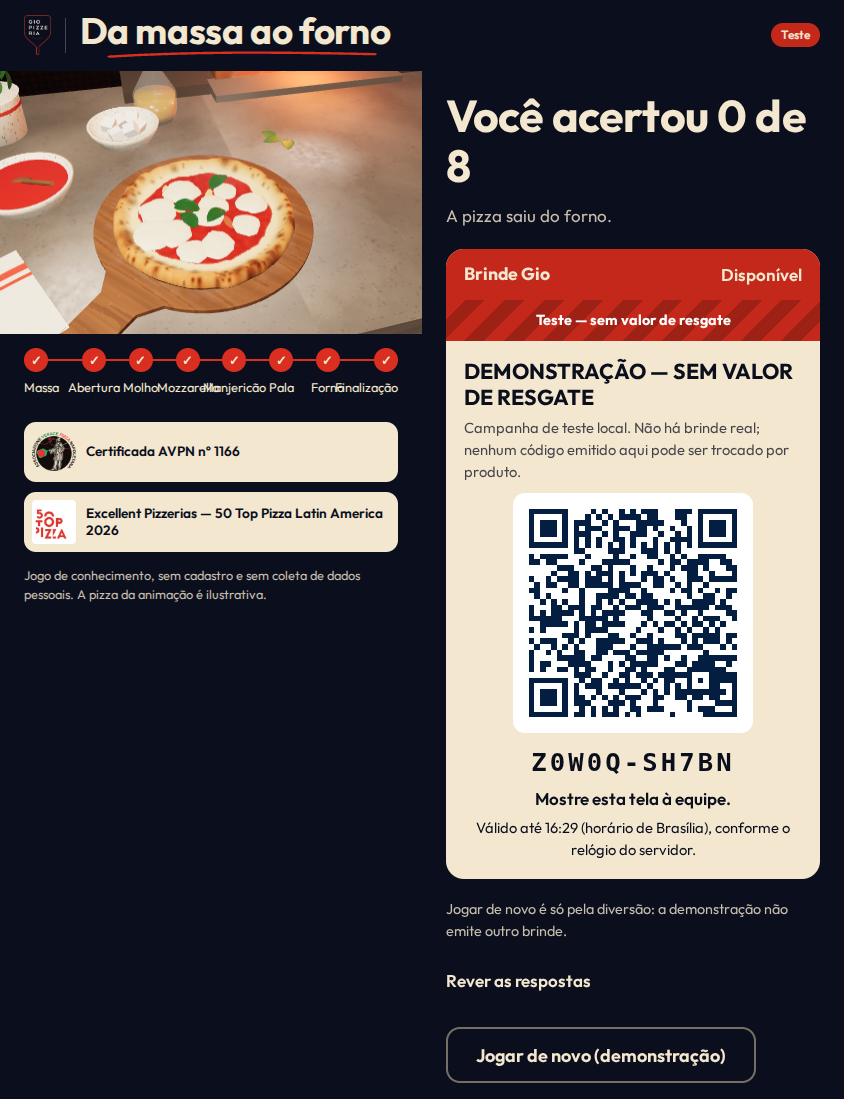 GIO
PIZZE
RIA
Da massa ao forno
Teste
Você acertou 0 de
8
A pizza saiu do forno.
Brinde Gio
Disponível
Teste — sem valor de resgate
DEMONSTRAÇÃO — SEM VALOR
DE RESGATE
Campanha de teste local. Não há brinde real;
nenhum código emitido aqui pode ser trocado por
produto.
Z0W0Q-SH7BN
Mostre esta tela à equipe.
Válido até 16:29 (horário de Brasília), conforme o
relógio do servidor.
Jogar de novo é só pela diversão: a demonstração não
emite outro brinde.
Rever as respostas
Jogar de novo (demonstração)
Massa Abertura Molho Mozzarella Manjericão Pala Forno Finalização
Certificada AVPN nº 1166
50
TOP
PIZZA
Excellent Pizzerias — 50 Top Pizza Latin America
2026
Jogo de conhecimento, sem cadastro e sem coleta de dados
pessoais. A pizza da animação é ilustrativa.